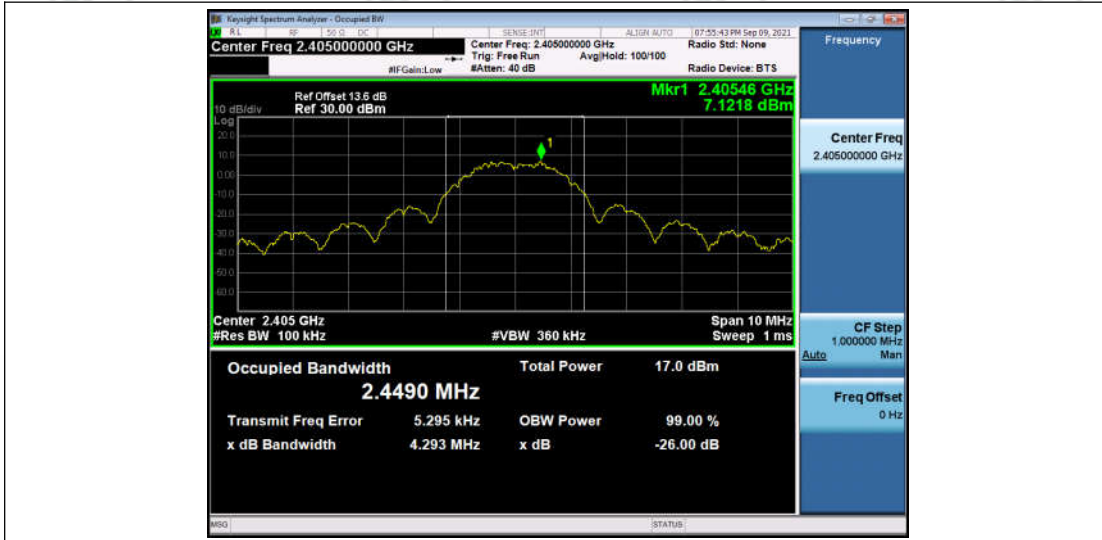 Keysight Spectrum Analyzer - Occupied BW
RL RF 50 Ω DC SENSE:INT ALIGN AUTO 07:55:43 PM Sep 09, 2021
Center Freq 2.405000000 GHz
Center Freq: 2.405000000 GHz
Radio Std: None
Trig: Free Run Avg|Hold: 100/100
#IFGain:Low
#Atten: 40 dB
Radio Device: BTS
Frequency
Mkr1 2.40546 GHz
7.1218 dBm
Ref Offset 13.6 dB
10 dB/div Ref 30.00 dBm
Log
20.0
10.0
0.00
-10.0
-20.0
-30.0
-40.0
-50.0
-60.0
1
Center 2.405 GHz
Span 10 MHz
#Res BW 100 kHz
#VBW 360 kHz
Sweep 1 ms
Occupied Bandwidth
2.4490 MHz
Total Power 17.0 dBm
Transmit Freq Error 5.295 kHz
OBW Power 99.00 %
x dB Bandwidth 4.293 MHz
x dB -26.00 dB
Center Freq
2.405000000 GHz
CF Step
1.000000 MHz
Auto Man
Freq Offset
0 Hz
MSG
STATUS